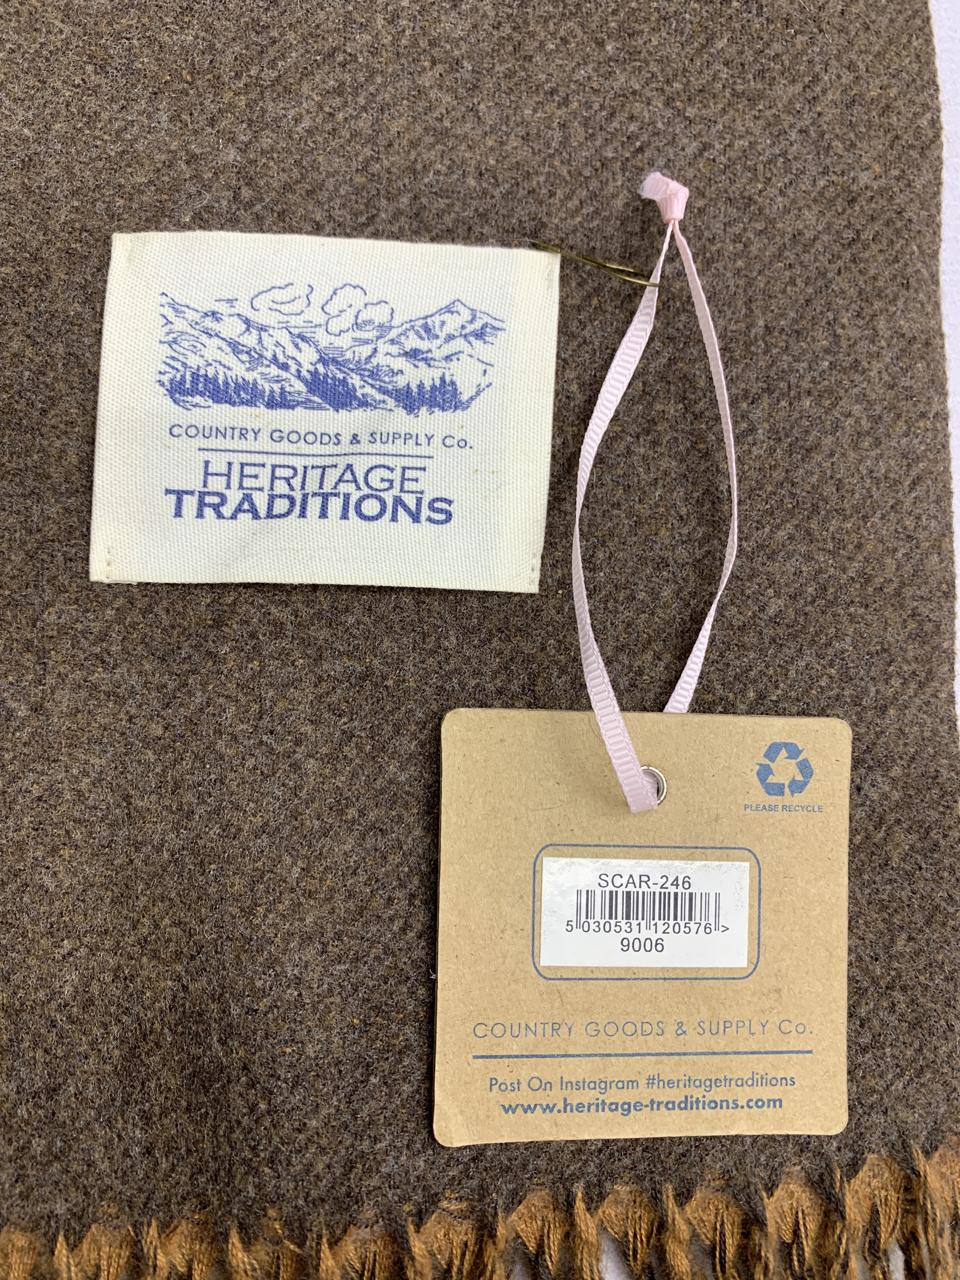 COUNTRY GOODS & SUPPLY Co.
HERITAGE
TRADITIONS
PLEASE RECYCLE
SCAR-246
5 030531 120576 >
9006
COUNTRY GOODS & SUPPLY Co.
Post On Instagram #heritagetraditions
www.heritage-traditions.com